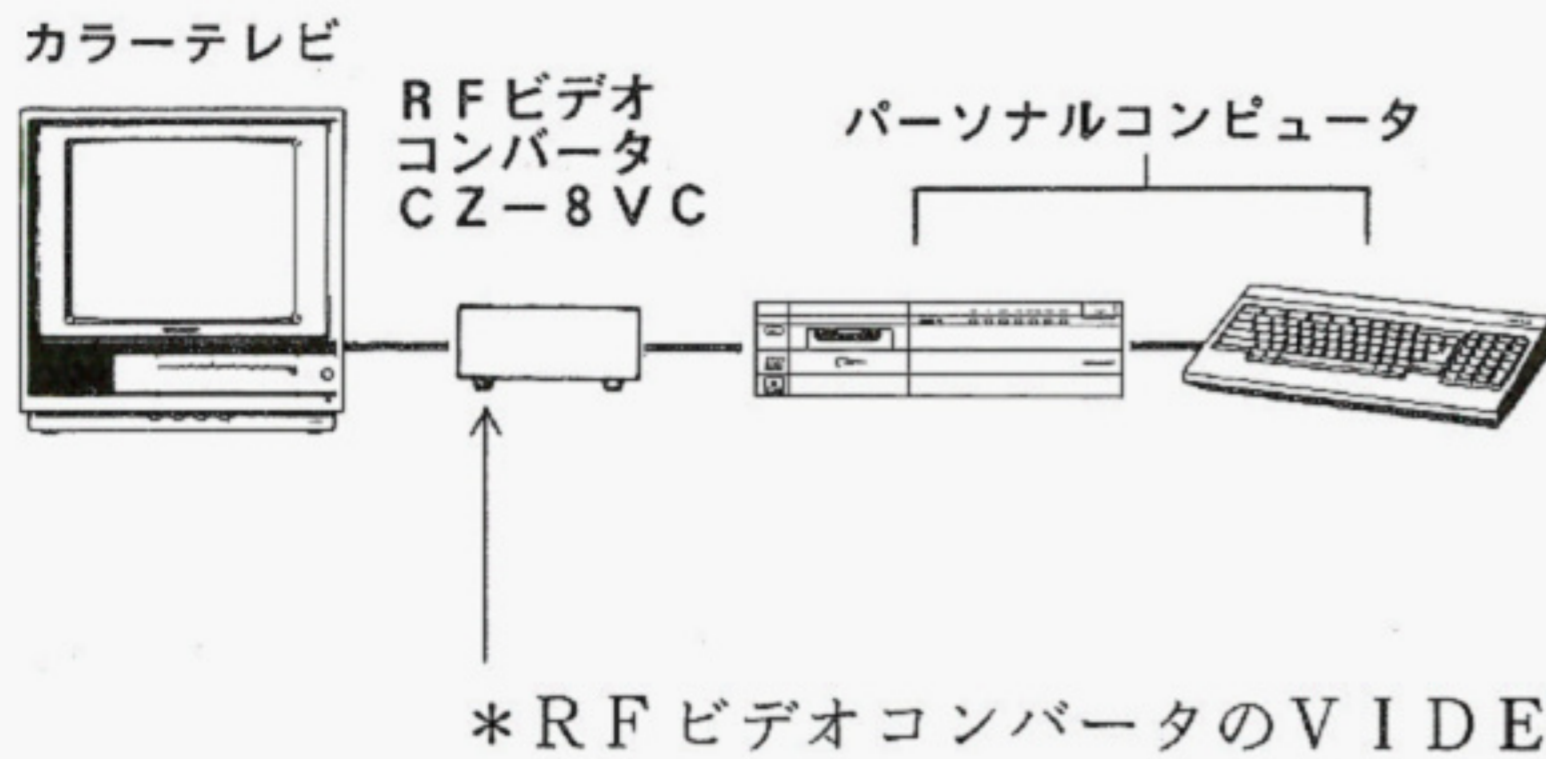 カラーテレビ
RFビデオ
コンバータ
CZ-8VC
パーソナルコンピュータ
*RFビデオコンバータのVIDE